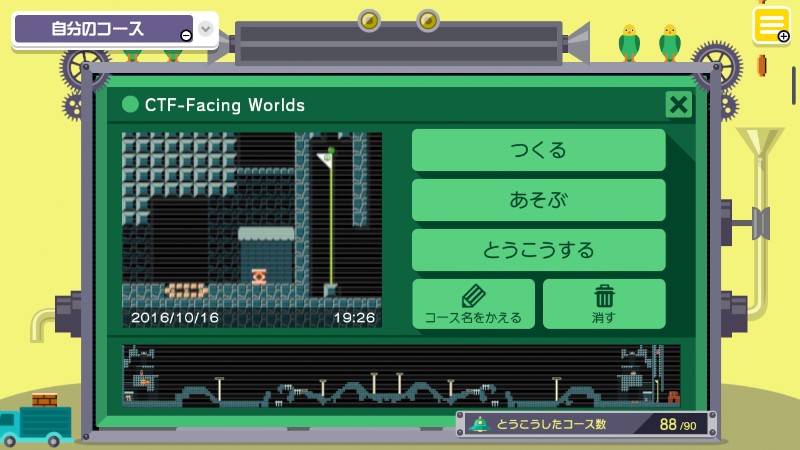 自分のコース
CTF-Facing Worlds
つくる
あそぶ
とうこうする
コース名をかえる
消す
2016/10/16 19:26
とうこうしたコース数 88/90